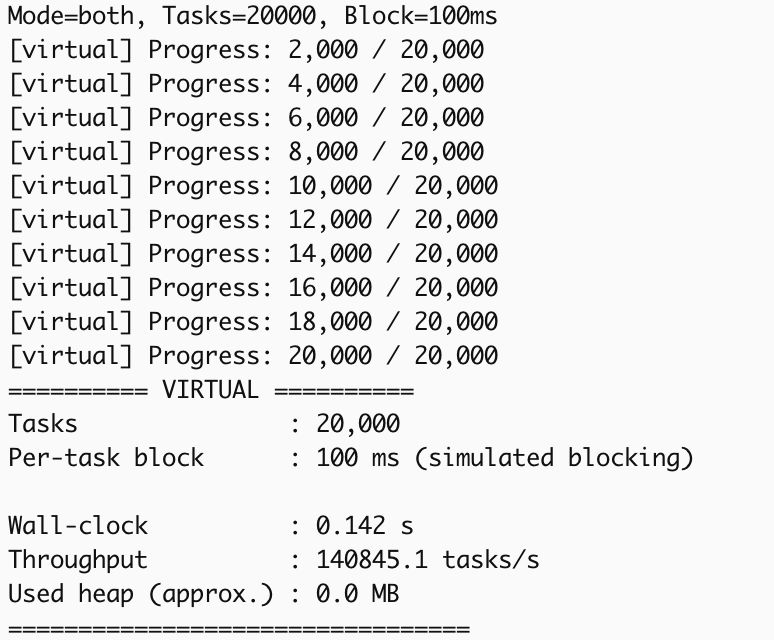 Mode=both, Tasks=20000, Block=100ms
[virtual] Progress: 2,000 / 20,000
[virtual] Progress: 4,000 / 20,000
[virtual] Progress: 6,000 / 20,000
[virtual] Progress: 8,000 / 20,000
[virtual] Progress: 10,000 / 20,000
[virtual] Progress: 12,000 / 20,000
[virtual] Progress: 14,000 / 20,000
[virtual] Progress: 16,000 / 20,000
[virtual] Progress: 18,000 / 20,000
[virtual] Progress: 20,000 / 20,000
========== VIRTUAL ==========
Tasks               : 20,000
Per-task block      : 100 ms (simulated blocking)

Wall-clock          : 0.142 s
Throughput          : 140845.1 tasks/s
Used heap (approx.) : 0.0 MB
=================================